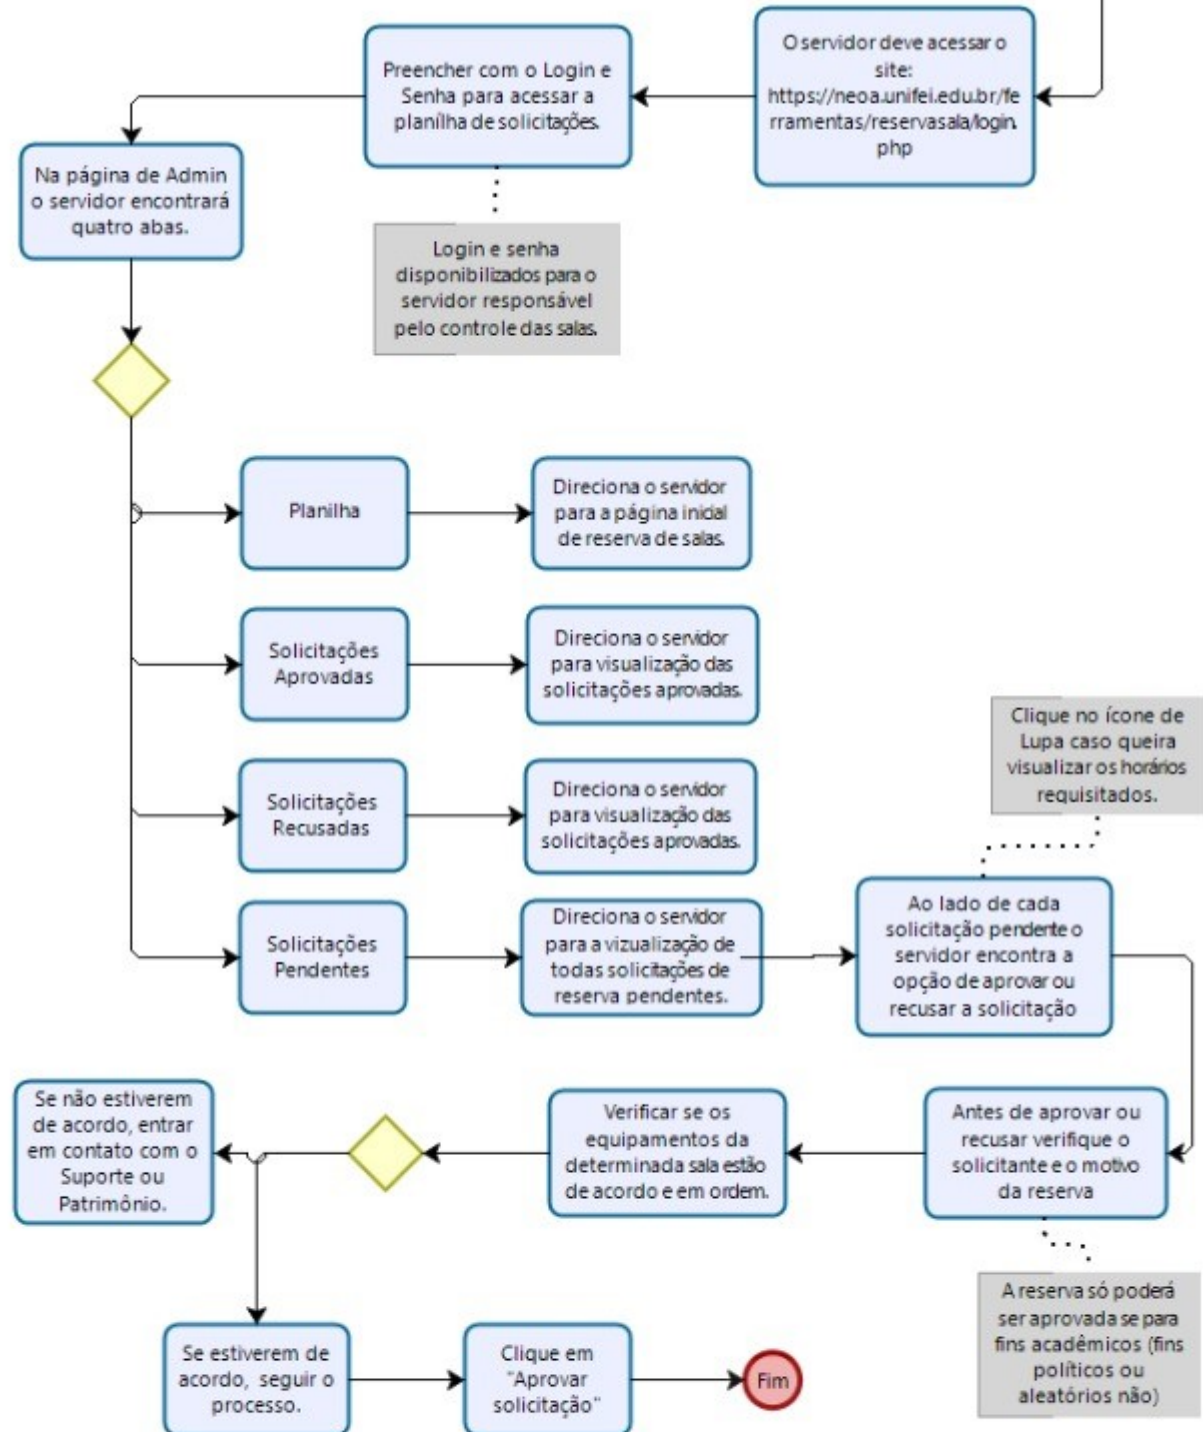 O servidor deve acessar o
site:
https://neoa.unifei.edu.br/fe
rramentas/reservasala/login.
php
Preencher com o Login e
Senha para acessar a
planílha de solicitações.
Login e senha
disponibilizados para o
servidor responsável
pelo controle das salas.
Na página de Admin
o servidor encontrará
quatro abas.
Planilha
Direciona o servidor
para a página inicial
de reserva de salas.
Solicitações
Aprovadas
Direciona o servidor
para visualização das
solicitações aprovadas.
Solicitações
Recusadas
Direciona o servidor
para visualização das
solicitações aprovadas.
Solicitações
Pendentes
Direciona o servidor
para a vizualização de
todas solicitações de
reserva pendentes.
Clique no ícone de
Lupa caso queira
visualizar os horários
requisitados.
Ao lado de cada
solicitação pendente o
servidor encontra a
opção de aprovar ou
recusar a solicitação
Antes de aprovar ou
recusar verifique o
solicitante e o motivo
da reserva
A reserva só poderá
ser aprovada se para
fins acadêmicos (fins
políticos ou
aleatórios não)
Verificar se os
equipamentos da
determinada sala estão
de acordo e em ordem.
Se não estiverem
de acordo, entrar
em contato com o
Suporte ou
Patrimônio.
Se estiverem de
acordo, seguir o
processo.
Clique em
"Aprovar
solicitação"
Fim